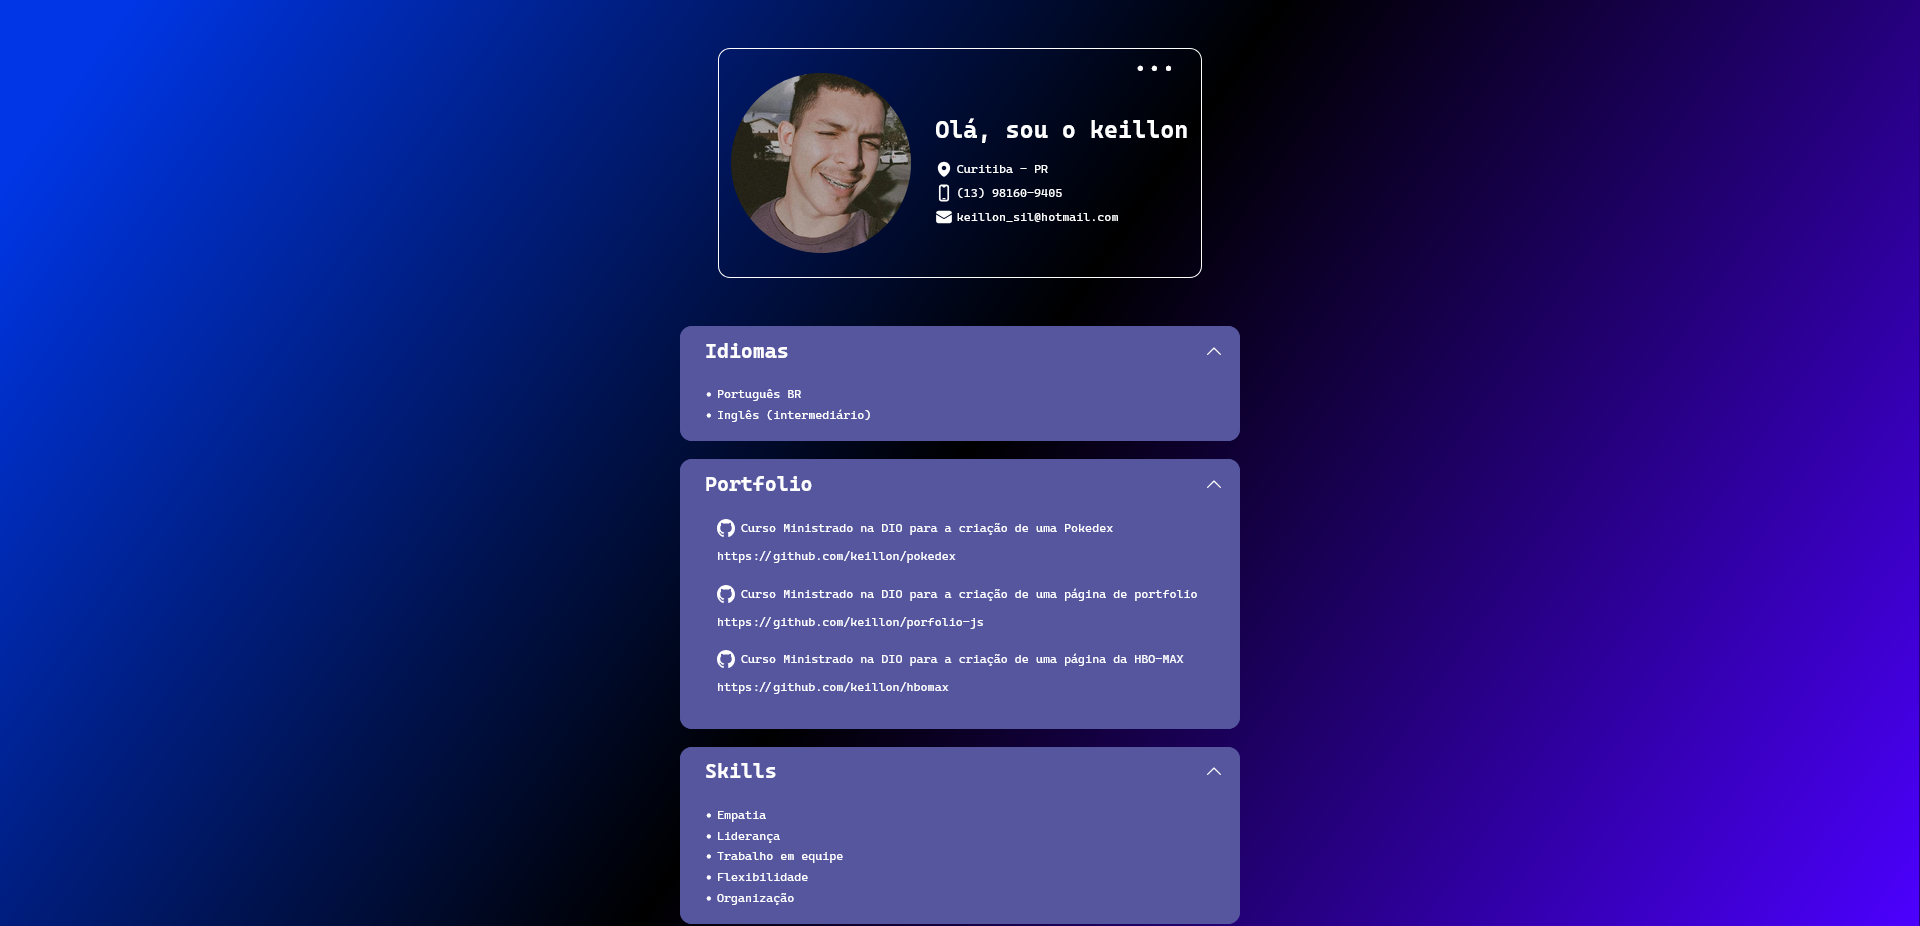 Olá, sou o keillon
Curitiba - PR
(13) 98160-9405
keillon_sil@hotmail.com
Idiomas
• Português BR
• Inglês (intermediário)
Portfolio
Curso Ministrado na DIO para a criação de uma Pokedex
https://github.com/keillon/pokedex
Curso Ministrado na DIO para a criação de uma página de portfolio
https://github.com/keillon/porfolio-js
Curso Ministrado na DIO para a criação de uma página da HBO-MAX
https://github.com/keillon/hbomax
Skills
• Empatia
• Liderança
• Trabalho em equipe
• Flexibilidade
• Organização